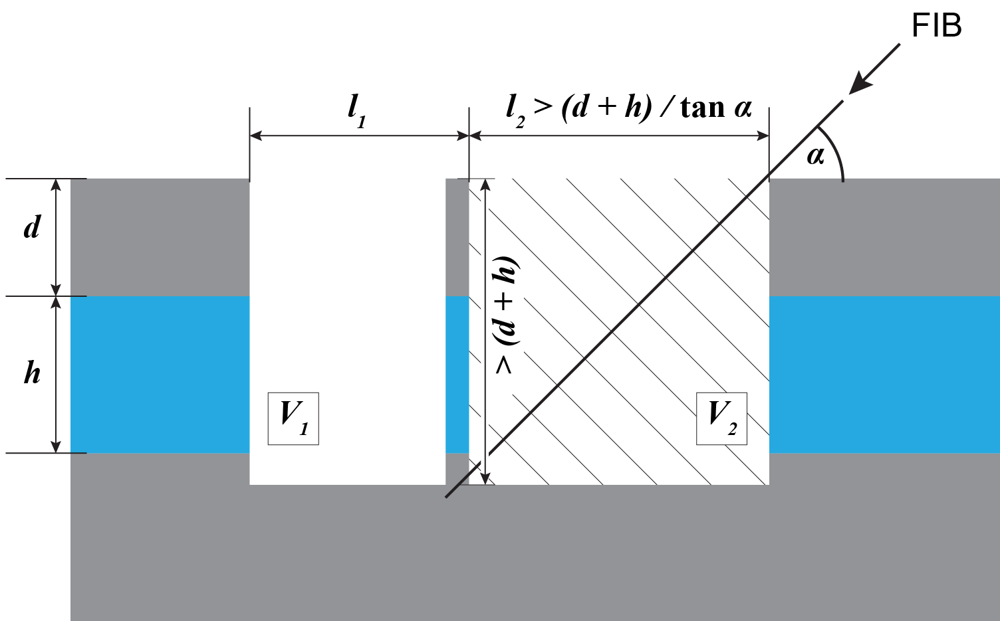 FIB
l1
l2 > (d + h) / tan α
α
d
> (d + h)
h
V1
V2